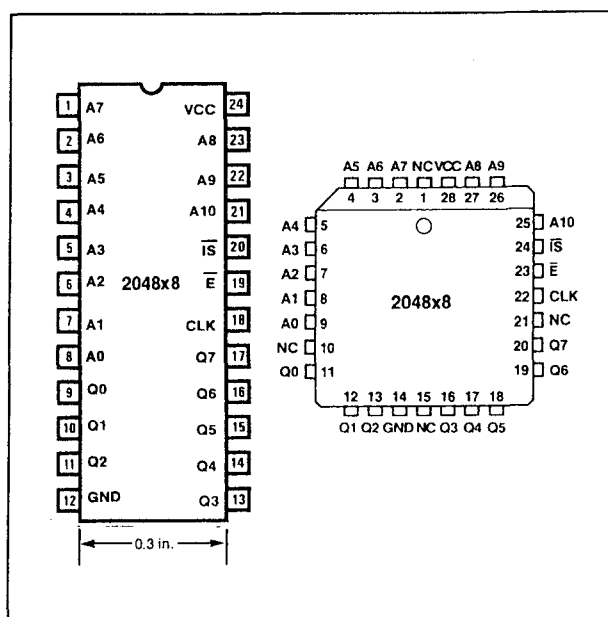 1 A7 VCC 24
2 A6 A8 23
3 A5 A9 22
4 A4 A10 21
5 A3 I̅S̅ 20
6 A2 2048x8 E̅ 19
7 A1 CLK 18
8 A0 Q7 17
9 Q0 Q6 16
10 Q1 Q5 15
11 Q2 Q4 14
12 GND Q3 13
0.3 in.
A5 A6 A7 NC VCC A8 A9
4 3 2 1 28 27 26
A4 5 25 A10
A3 6 24 I̅S̅
A2 7 23 E̅
A1 8 2048x8 22 CLK
A0 9 21 NC
NC 10 20 Q7
Q0 11 19 Q6
12 13 14 15 16 17 18
Q1 Q2 GND NC Q3 Q4 Q5